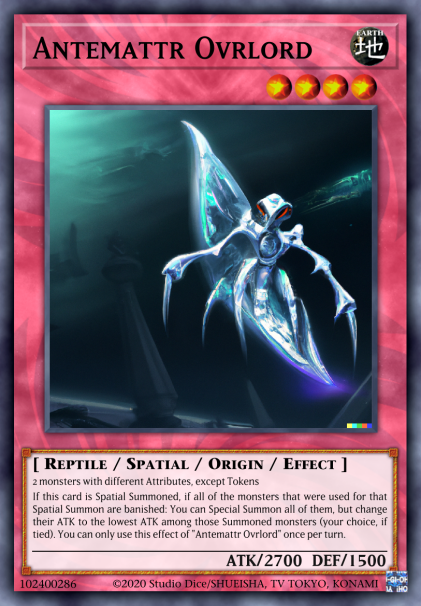 Antemattr Ovrlord
EARTH
地
[ Reptile / Spatial / Origin / Effect ]
2 monsters with different Attributes, except Tokens
If this card is Spatial Summoned, if all of the monsters that were used for that
Spatial Summon are banished: You can Special Summon all of them, but change
their ATK to the lowest ATK among those Summoned monsters (your choice, if
tied). You can only use this effect of "Antemattr Ovrlord" once per turn.
ATK/2700 DEF/1500
102400286 ©2020 Studio Dice/SHUEISHA, TV TOKYO, KONAMI